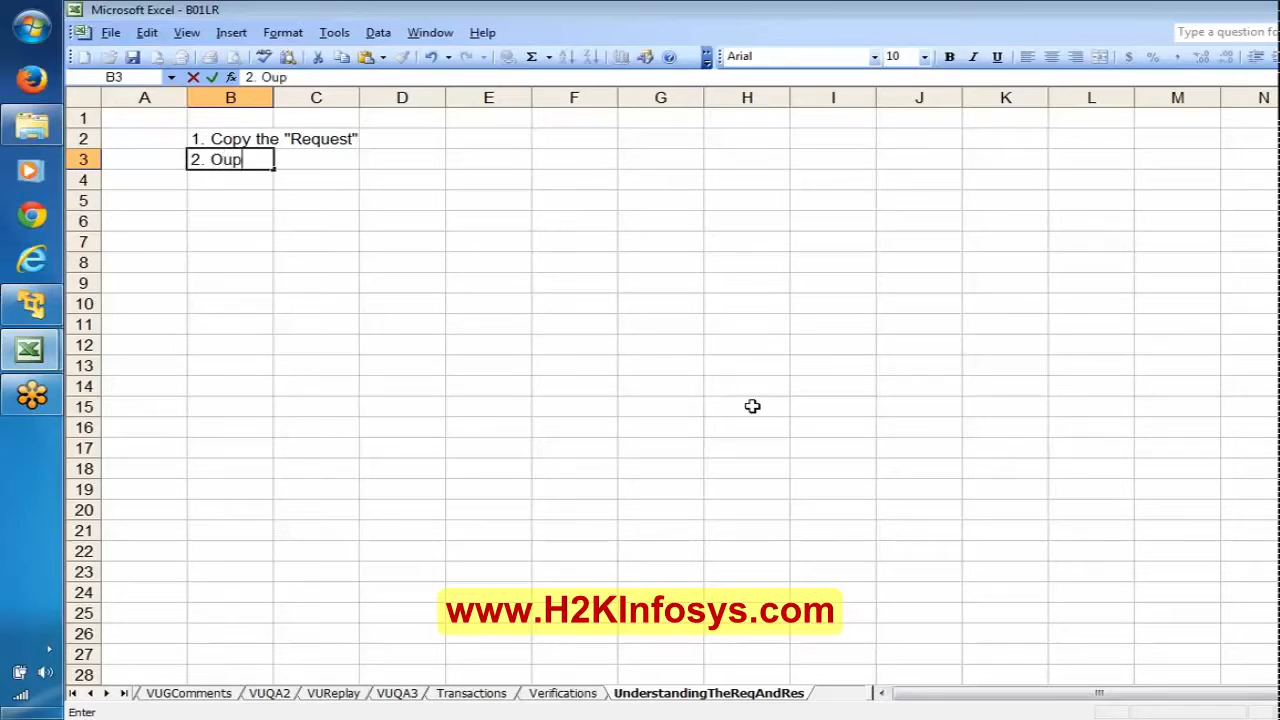 Microsoft Excel - B01LR
File Edit View Insert Format Tools Data Window Help
Type a question fo
Arial 10 B I U $ %
B3 fx 2. Oup
A B C D E F G H I J K L M N
1
2 1. Copy the "Request"
3 2. Oup
4
5
6
7
8
9
10
11
12
13
14
15
16
17
18
19
20
21
22
23
24
25
26
27
28
www.H2KInfosys.com
VUGComments VUQA2 VUReplay VUQA3 Transactions Verifications UnderstandingTheReqAndRes
Enter